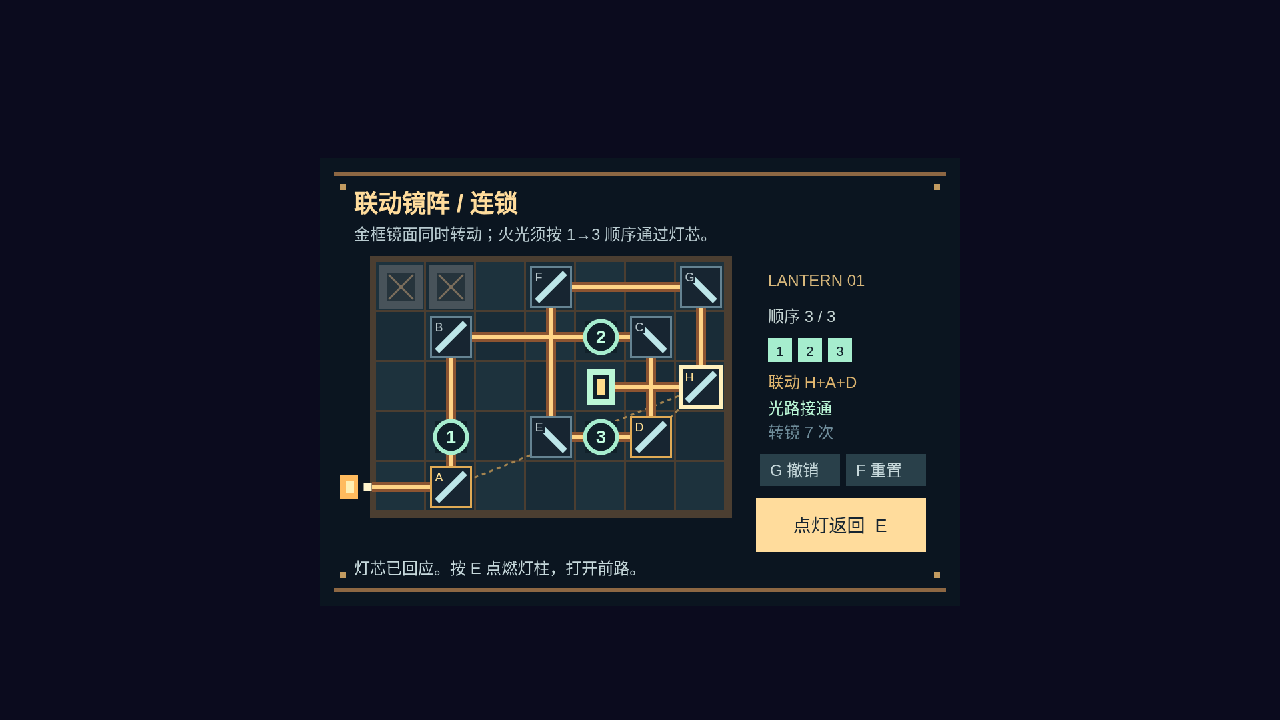 联动镜阵 / 连锁
金框镜面同时转动；火光须按 1→3 顺序通过灯芯。
F
G
B
2
C
H
1
E
3
D
A
LANTERN 01
顺序 3 / 3
1 2 3
联动 H+A+D
光路接通
转镜 7 次
G 撤销
F 重置
点灯返回 E
灯芯已回应。按 E 点燃灯柱，打开前路。